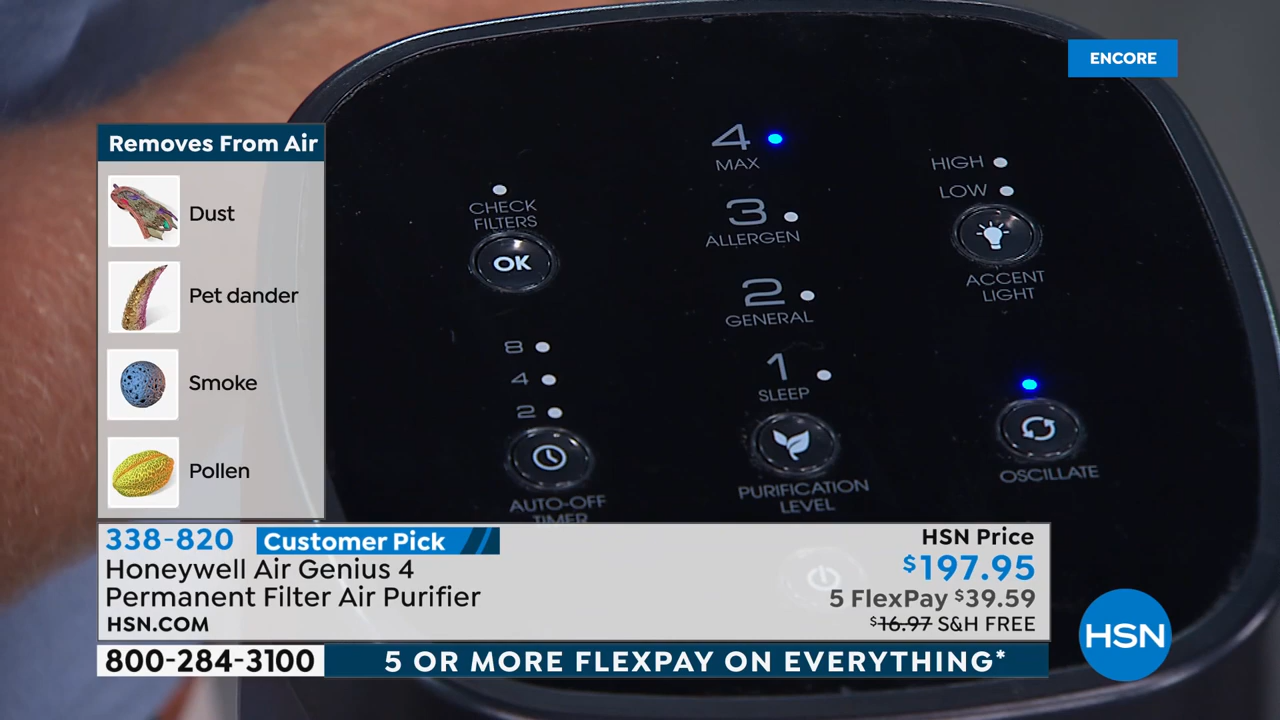 ENCORE
Removes From Air
Dust
Pet dander
Smoke
Pollen
CHECK
FILTERS
OK
8
4
2
AUTO-OFF
TIMER
4
MAX
3
ALLERGEN
2
GENERAL
1
SLEEP
PURIFICATION
LEVEL
HIGH
LOW
ACCENT
LIGHT
OSCILLATE
338-820 Customer Pick
Honeywell Air Genius 4
Permanent Filter Air Purifier
HSN.COM
HSN Price
$197.95
5 FlexPay $39.59
$16.97 S&H FREE
HSN
800-284-3100 5 OR MORE FLEXPAY ON EVERYTHING*